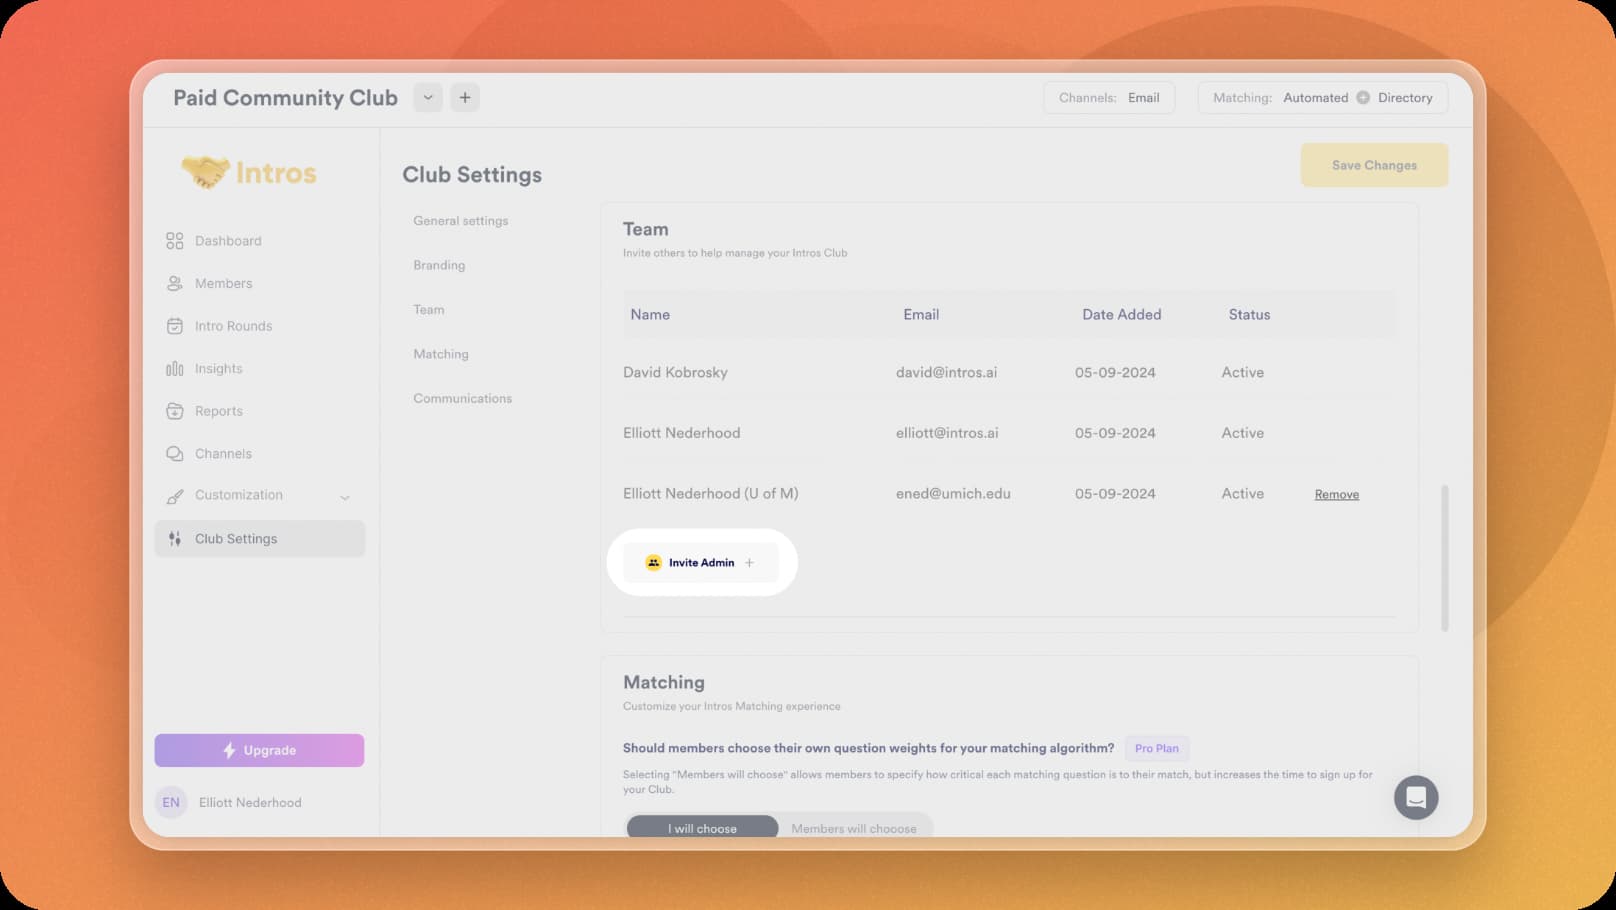 Paid Community Club
Channels: Email
Matching: Automated Directory
Intros
Dashboard
Members
Intro Rounds
Insights
Reports
Channels
Customization
Club Settings
Upgrade
EN Elliott Nederhood
Club Settings
Save Changes
General settings
Branding
Team
Matching
Communications
Team
Invite others to help manage your Intros Club
Name Email Date Added Status
David Kobrosky david@intros.ai 05-09-2024 Active
Elliott Nederhood elliott@intros.ai 05-09-2024 Active
Elliott Nederhood (U of M) ened@umich.edu 05-09-2024 Active Remove
Invite Admin +
Matching
Customize your Intros Matching experience
Should members choose their own question weights for your matching algorithm? Pro Plan
Selecting "Members will choose" allows members to specify how critical each matching question is to their match, but increases the time to sign up for
your Club.
I will choose Members will chooose